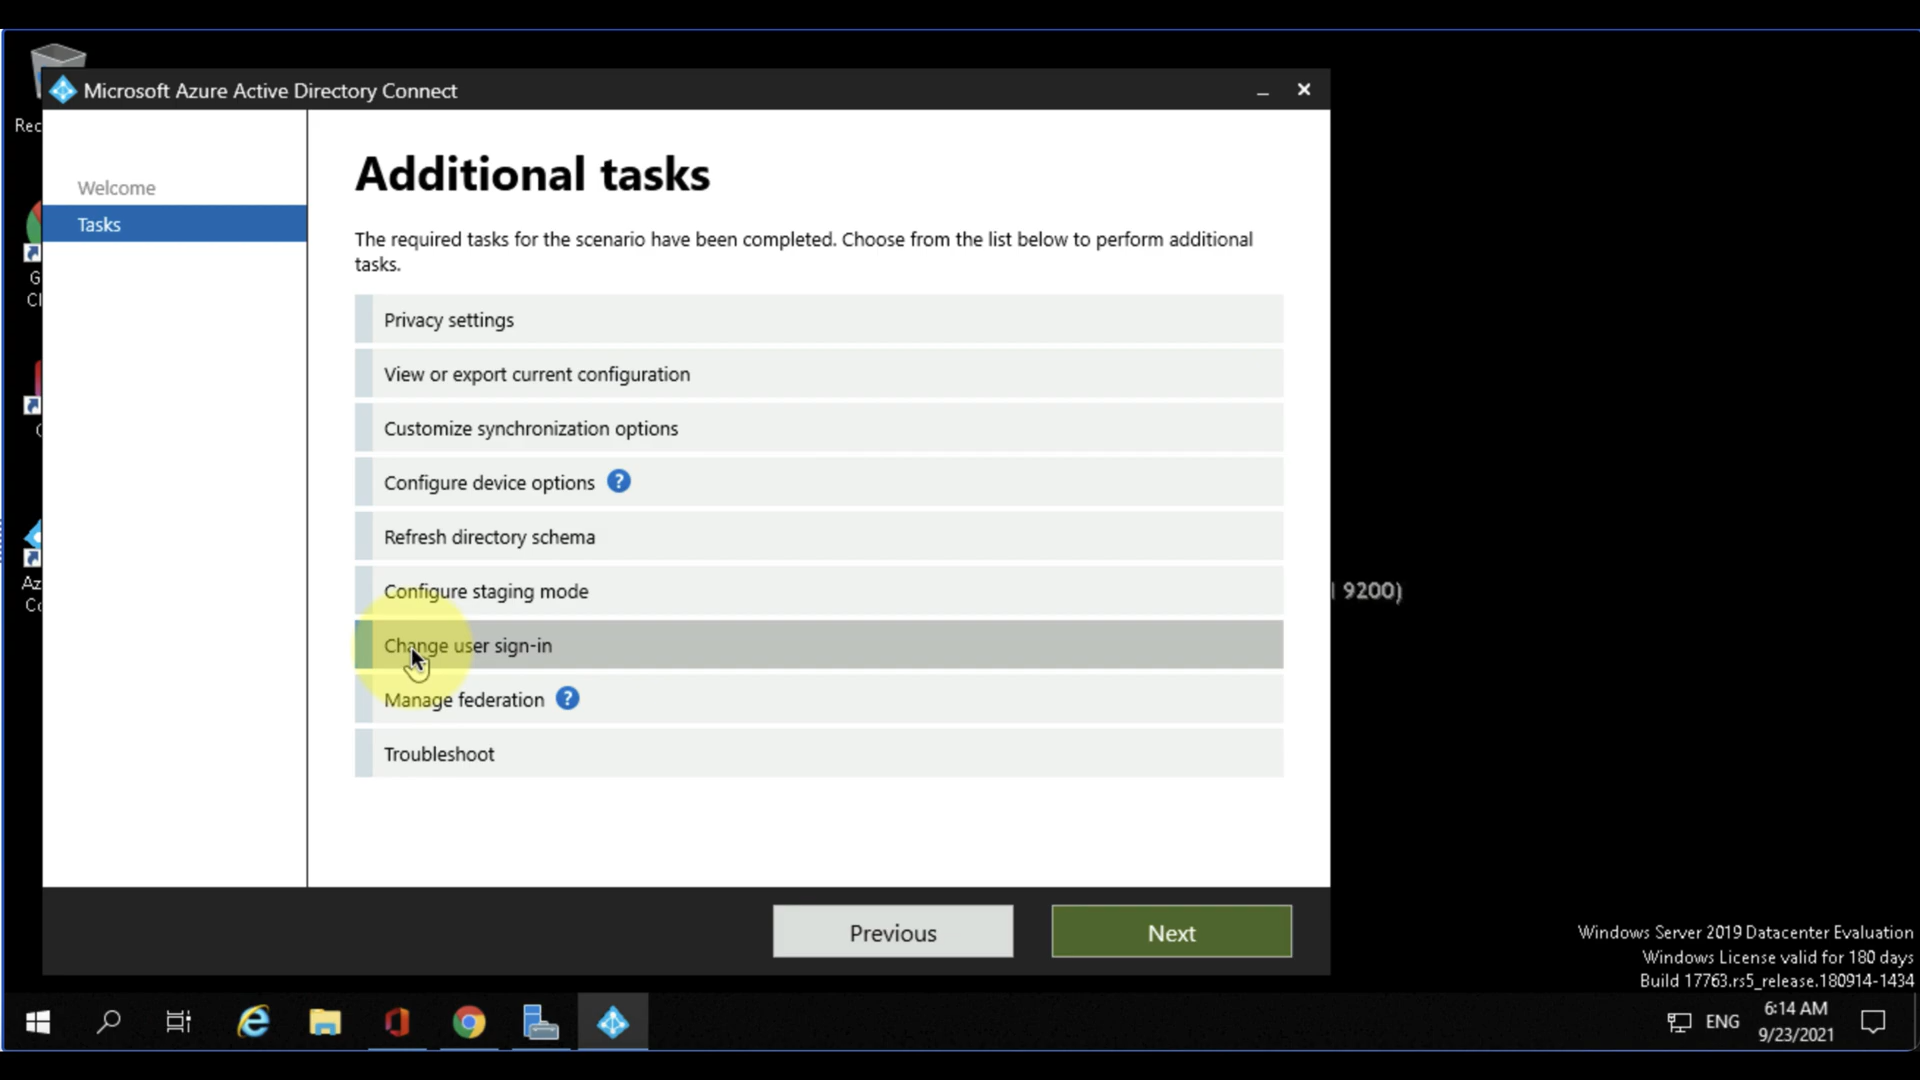 Rec
Microsoft Azure Active Directory Connect
Welcome
Tasks
Additional tasks
The required tasks for the scenario have been completed. Choose from the list below to perform additional
tasks.
Privacy settings
View or export current configuration
Customize synchronization options
Configure device options ?
Refresh directory schema
Configure staging mode
Change user sign-in
Manage federation ?
Troubleshoot
Previous
Next
G
Cl
Az
Co
9200)
Windows Server 2019 Datacenter Evaluation
Windows License valid for 180 days
Build 17763.rs5_release.180914-1434
ENG
6:14 AM
9/23/2021